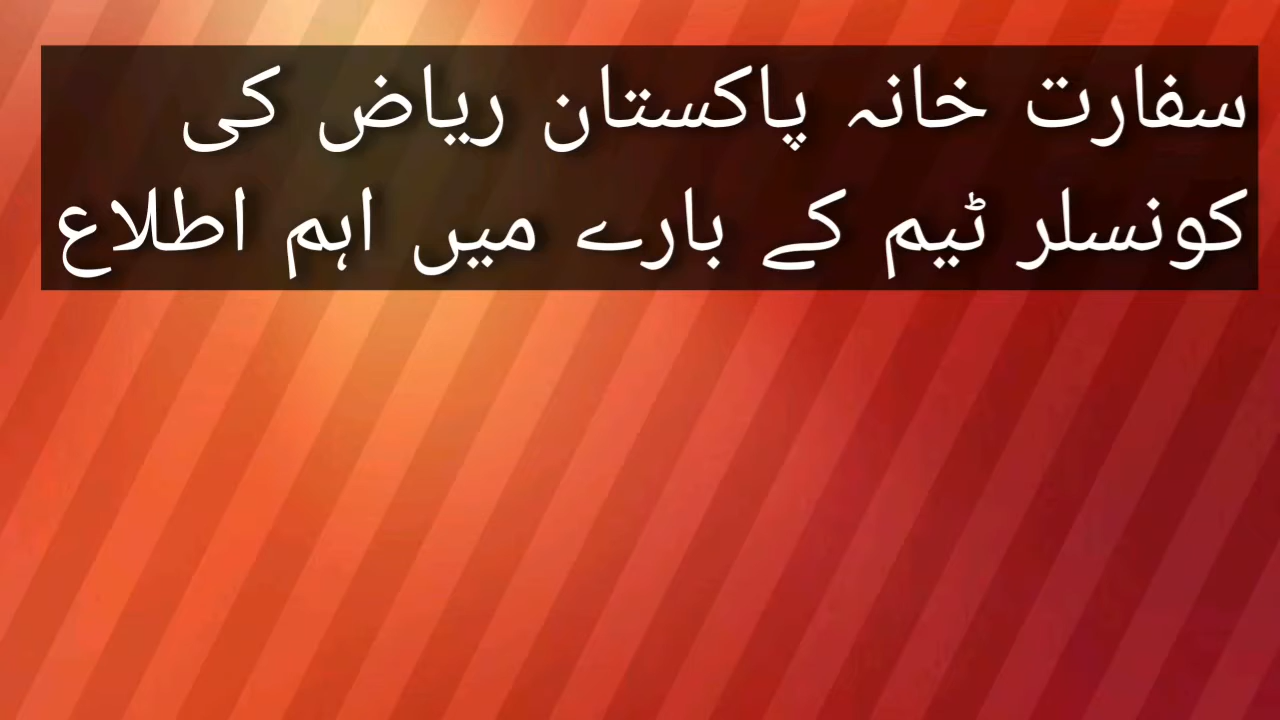 سفارت خانہ پاکستان ریاض کی
کونسلر ٹیم کے بارے میں اہم اطلاع